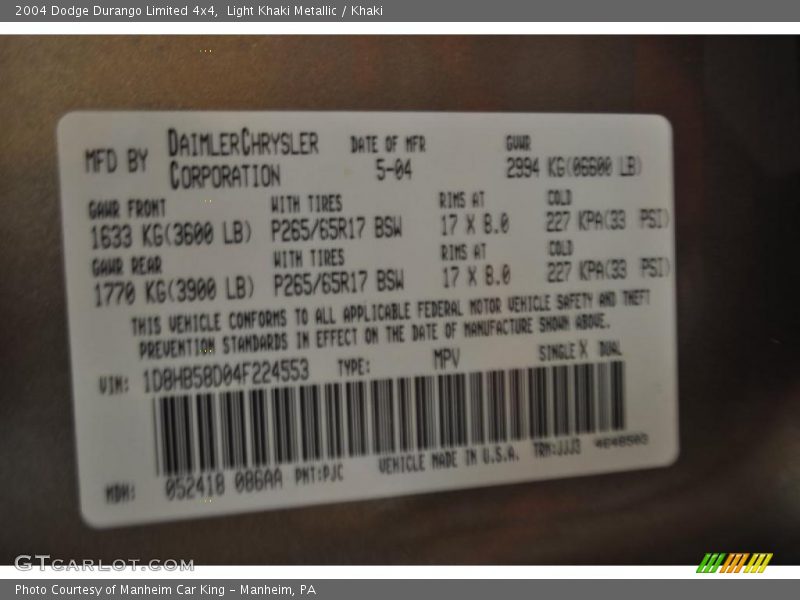 2004 Dodge Durango Limited 4x4,  Light Khaki Metallic / Khaki
MFD BY DAIMLERCHRYSLER CORPORATION DATE OF MFR 5-04 GVWR 2994 KG(06600 LB)
GAWR FRONT WITH TIRES RIMS AT COLD
1633 KG(3600 LB) P265/65R17 BSW 17 X 8.0 227 KPA(33 PSI)
GAWR REAR WITH TIRES RIMS AT COLD
1770 KG(3900 LB) P265/65R17 BSW 17 X 8.0 227 KPA(33 PSI)
THIS VEHICLE CONFORMS TO ALL APPLICABLE FEDERAL MOTOR VEHICLE SAFETY AND THEFT
PREVENTION STANDARDS IN EFFECT ON THE DATE OF MANUFACTURE SHOWN ABOVE.
VIN: 1D8HB58D04F224553 TYPE: MPV SINGLE X DUAL
MDH: 052418 086AA PNT:PJC VEHICLE MADE IN U.S.A. TRM:JJJ3
GTCARLOT.COM
Photo Courtesy of Manheim Car King - Manheim, PA